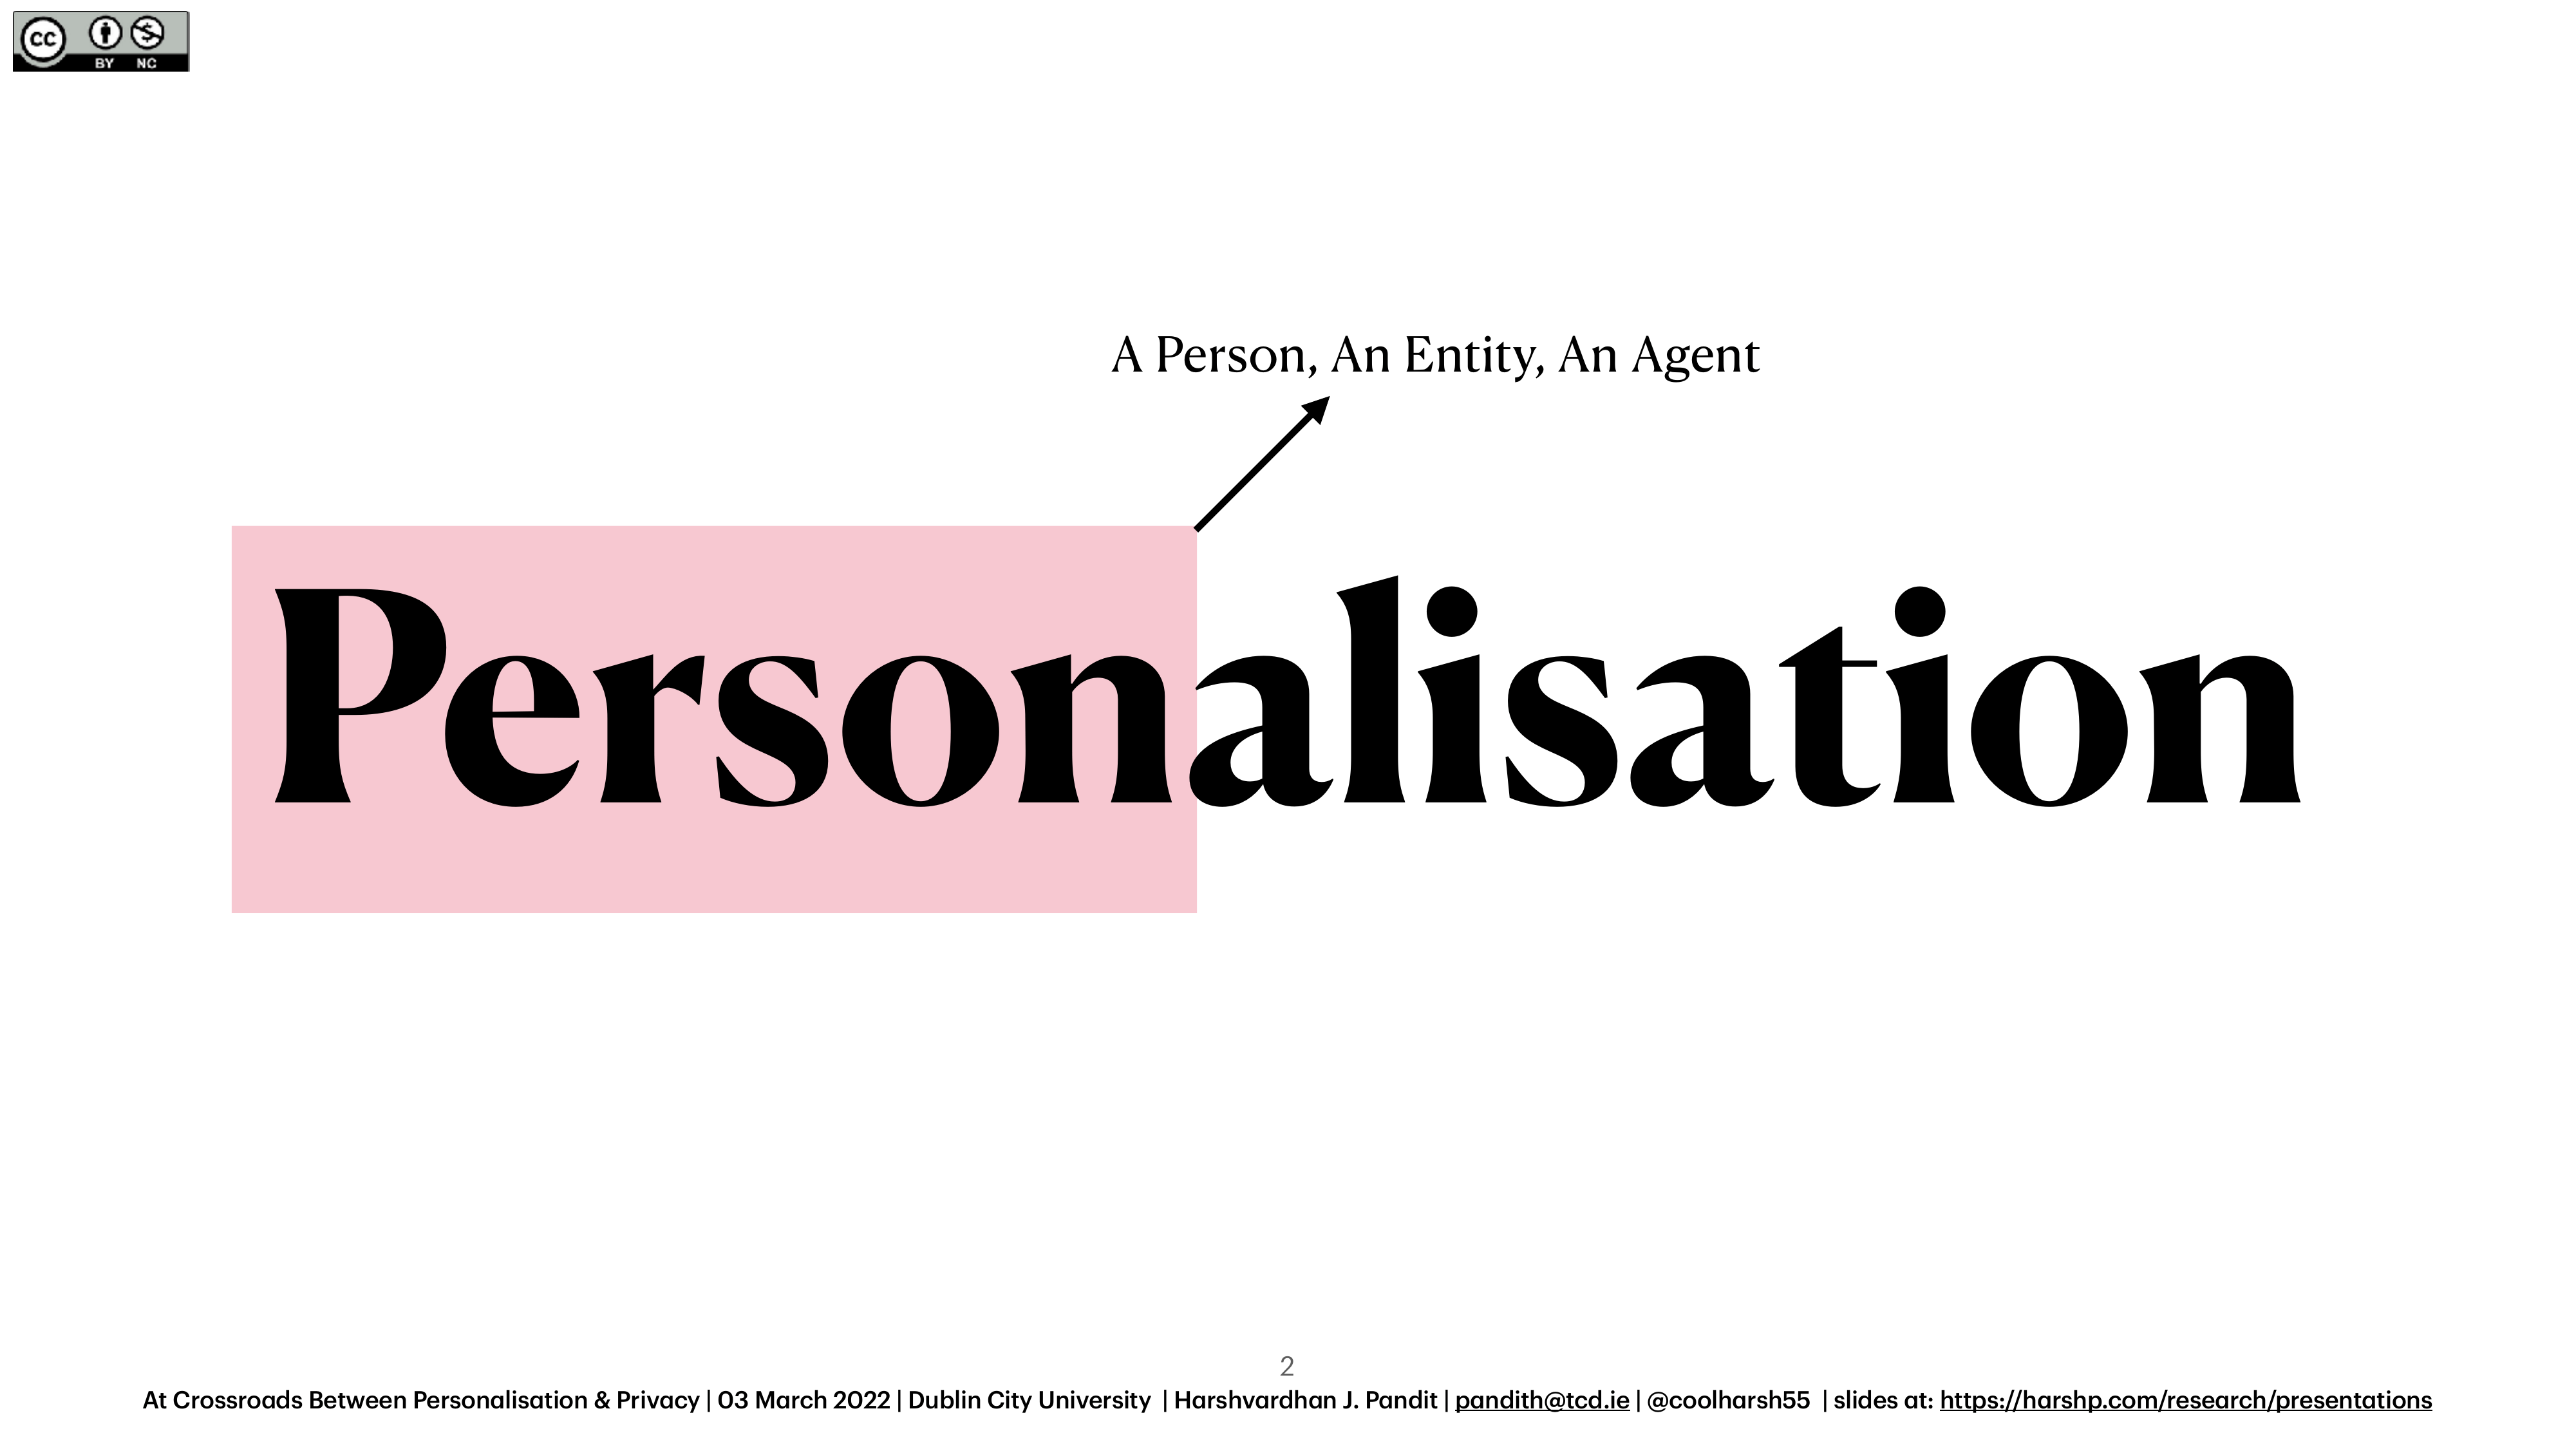 cc BY NC
A Person, An Entity, An Agent
Personalisation
2
At Crossroads Between Personalisation & Privacy | 03 March 2022 | Dublin City University | Harshvardhan J. Pandit | pandith@tcd.ie | @coolharsh55 | slides at: https://harshp.com/research/presentations